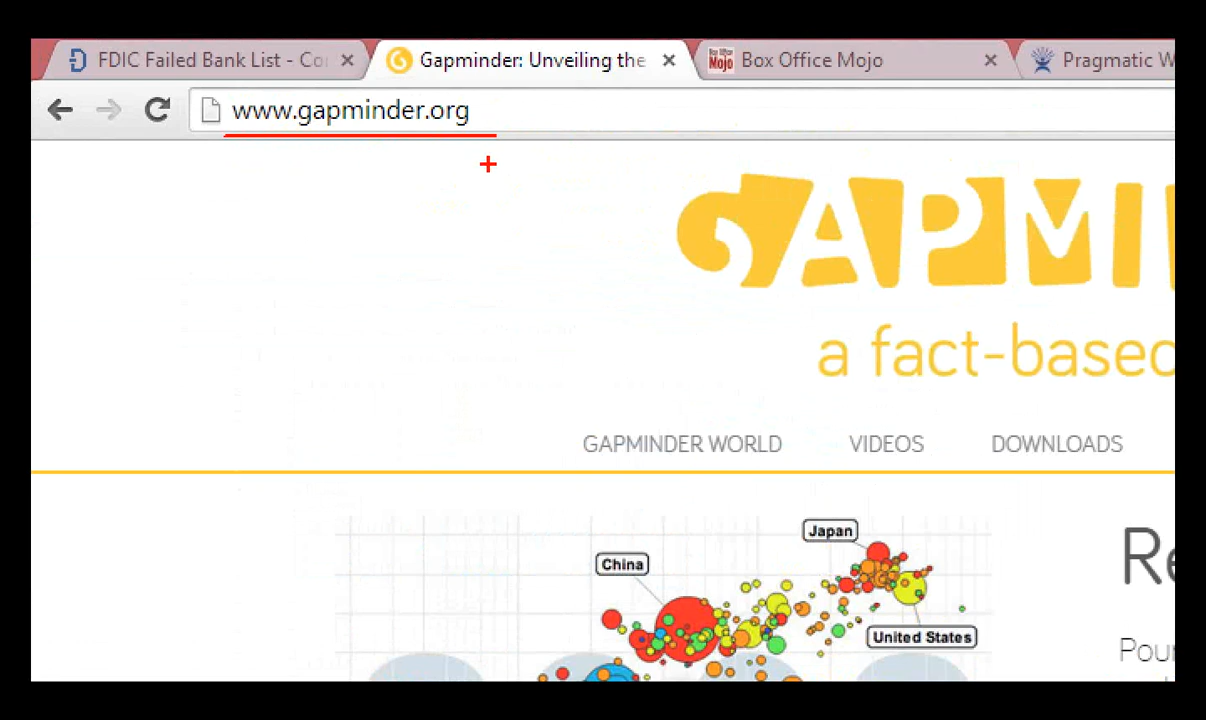 FDIC Failed Bank List - Co
Gapminder: Unveiling the
Box Office Mojo
Pragmatic W
www.gapminder.org
GAPMI
a fact-based
GAPMINDER WORLD
VIDEOS
DOWNLOADS
Japan
China
United States
Re
Pour